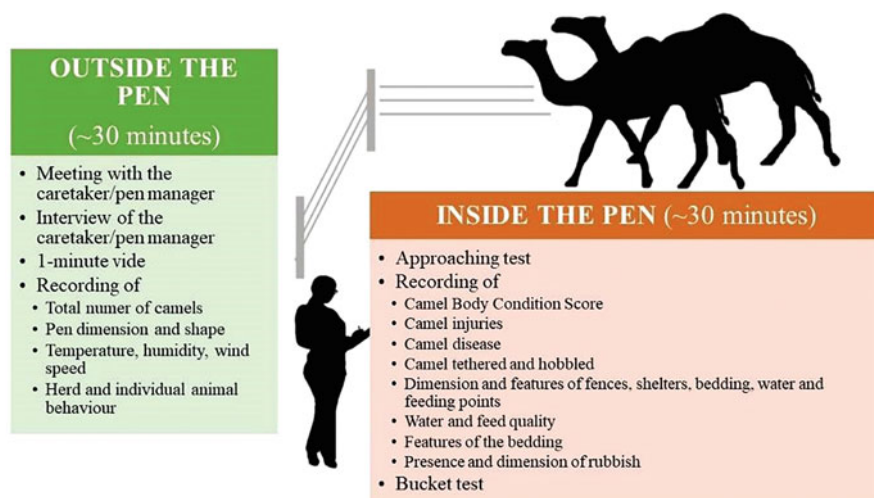 OUTSIDE THE
PEN
(~30 minutes)
• Meeting with the
caretaker/pen manager
• Interview of the
caretaker/pen manager
• 1-minute vide
• Recording of
• Total numer of camels
• Pen dimension and shape
• Temperature, humidity, wind
speed
• Herd and individual animal
behaviour
INSIDE THE PEN (~30 minutes)
• Approaching test
• Recording of
• Camel Body Condition Score
• Camel injuries
• Camel disease
• Camel tethered and hobbled
• Dimension and features of fences, shelters, bedding, water and
feeding points
• Water and feed quality
• Features of the bedding
• Presence and dimension of rubbish
• Bucket test